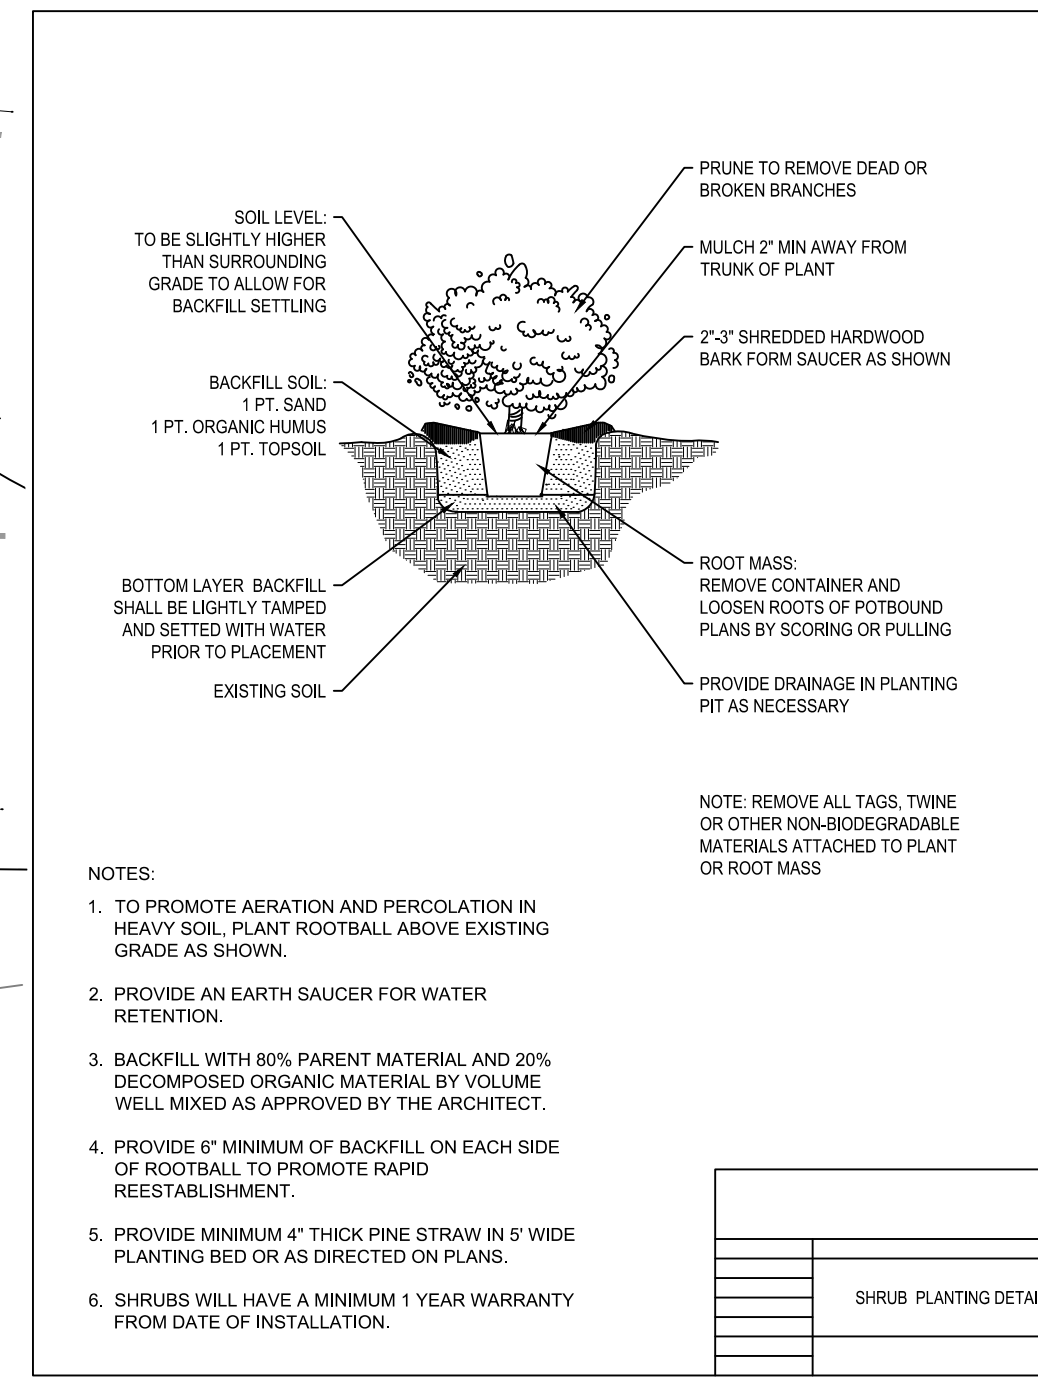 SOIL LEVEL:
TO BE SLIGHTLY HIGHER
THAN SURROUNDING
GRADE TO ALLOW FOR
BACKFILL SETTLING
BACKFILL SOIL:
1 PT. SAND
1 PT. ORGANIC HUMUS
1 PT. TOPSOIL
BOTTOM LAYER BACKFILL
SHALL BE LIGHTLY TAMPED
AND SETTED WITH WATER
PRIOR TO PLACEMENT
EXISTING SOIL
PRUNE TO REMOVE DEAD OR
BROKEN BRANCHES
MULCH 2" MIN AWAY FROM
TRUNK OF PLANT
2"-3" SHREDDED HARDWOOD
BARK FORM SAUCER AS SHOWN
ROOT MASS:
REMOVE CONTAINER AND
LOOSEN ROOTS OF POTBOUND
PLANS BY SCORING OR PULLING
PROVIDE DRAINAGE IN PLANTING
PIT AS NECESSARY
NOTE: REMOVE ALL TAGS, TWINE
OR OTHER NON-BIODEGRADABLE
MATERIALS ATTACHED TO PLANT
OR ROOT MASS
NOTES:
1. TO PROMOTE AERATION AND PERCOLATION IN
HEAVY SOIL, PLANT ROOTBALL ABOVE EXISTING
GRADE AS SHOWN.
2. PROVIDE AN EARTH SAUCER FOR WATER
RETENTION.
3. BACKFILL WITH 80% PARENT MATERIAL AND 20%
DECOMPOSED ORGANIC MATERIAL BY VOLUME
WELL MIXED AS APPROVED BY THE ARCHITECT.
4. PROVIDE 6" MINIMUM OF BACKFILL ON EACH SIDE
OF ROOTBALL TO PROMOTE RAPID
REESTABLISHMENT.
5. PROVIDE MINIMUM 4" THICK PINE STRAW IN 5' WIDE
PLANTING BED OR AS DIRECTED ON PLANS.
6. SHRUBS WILL HAVE A MINIMUM 1 YEAR WARRANTY
FROM DATE OF INSTALLATION.
SHRUB PLANTING DETAI